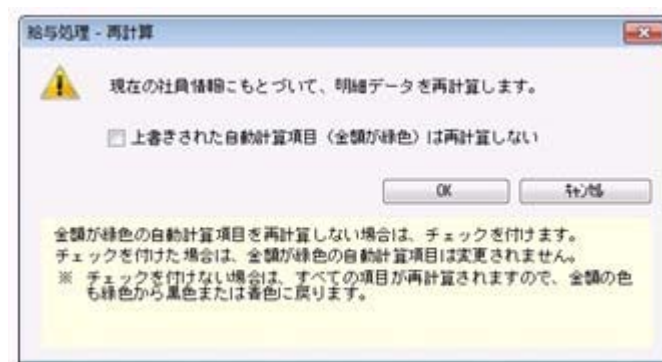 給与処理 - 再計算
現在の社員情報にもとづいて、明細データを再計算します。
上書きされた自動計算項目（金額が緑色）は再計算しない
OK
ｷｬﾝｾﾙ
金額が緑色の自動計算項目を再計算しない場合は、チェックを付けます。
チェックを付けた場合は、金額が緑色の自動計算項目は変更されません。
※ チェックを付けない場合は、すべての項目が再計算されますので、金額の色
も緑色から黒色または青色に戻ります。